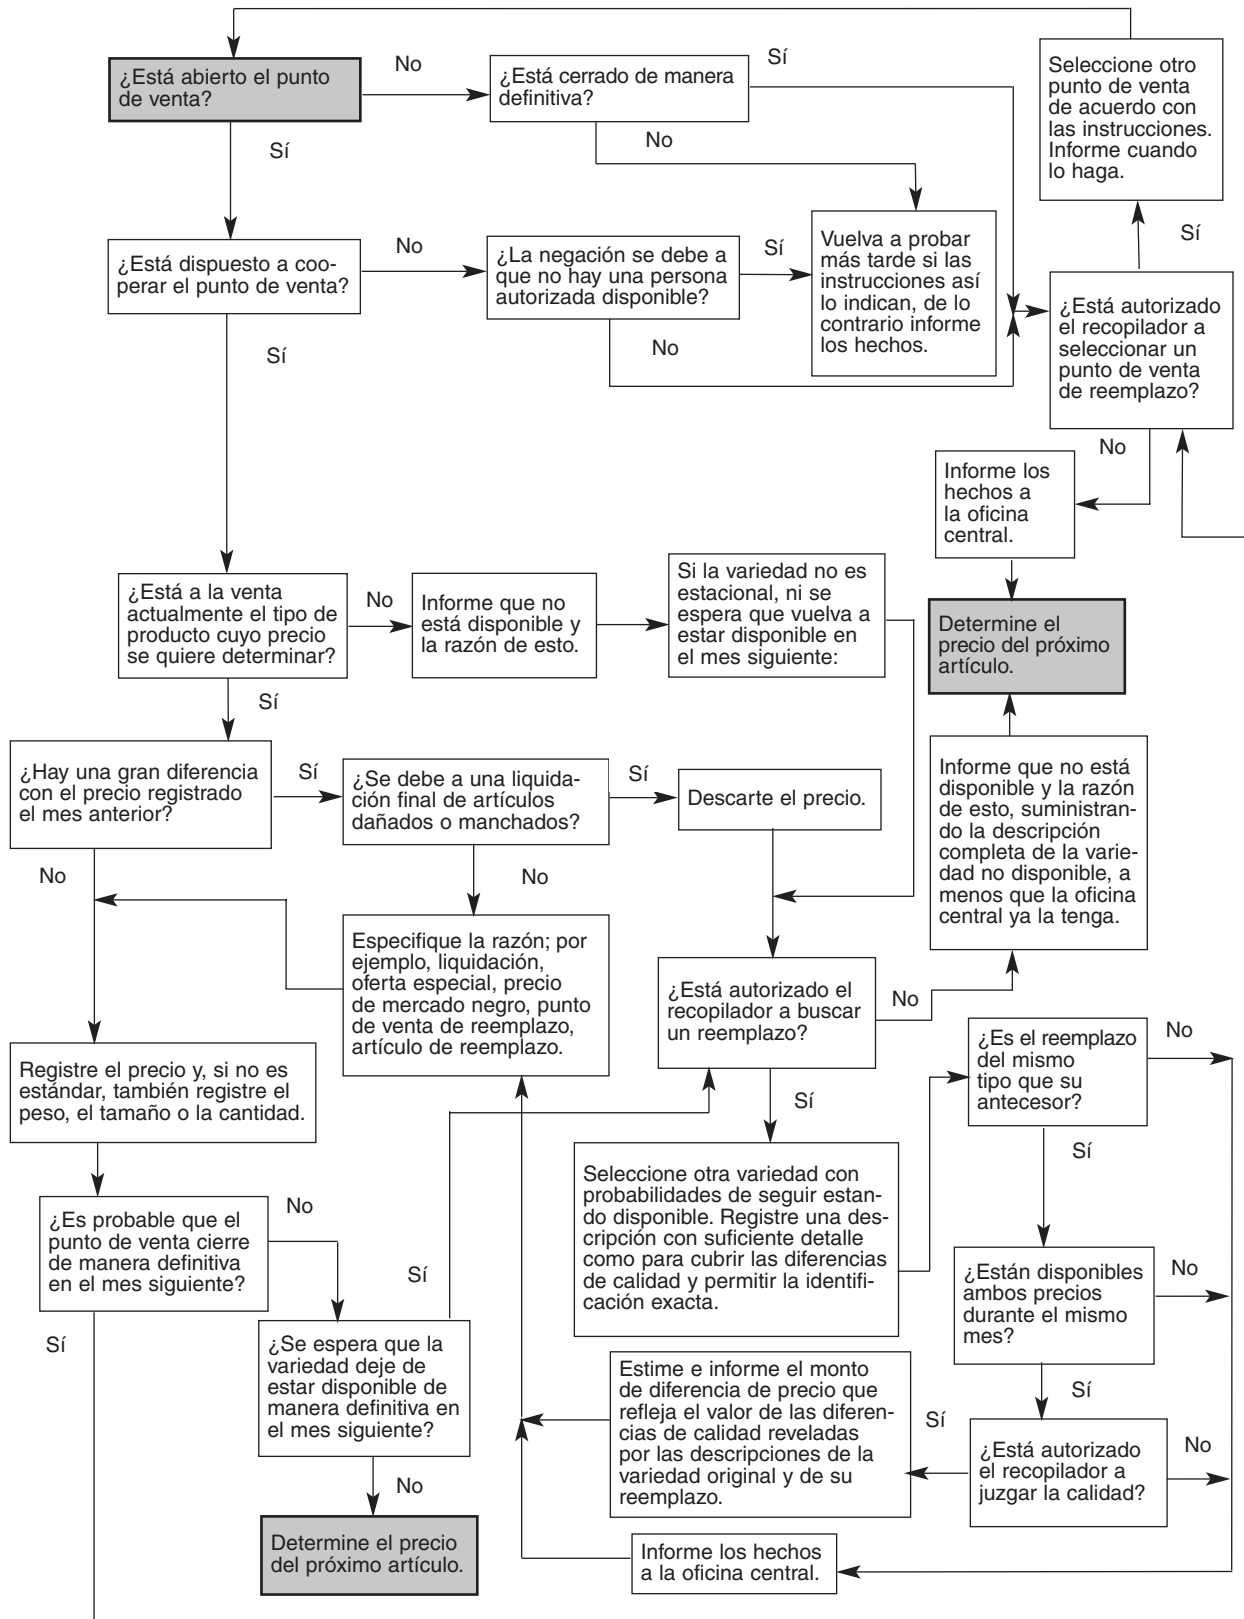 ¿Está abierto el punto
de venta?
No
¿Está cerrado de manera
definitiva?
Sí
Seleccione otro
punto de venta
de acuerdo con
las instrucciones.
Informe cuando
lo haga.
Sí
No
¿Está dispuesto a coo-
perar el punto de venta?
No
¿La negación se debe a
que no hay una persona
autorizada disponible?
Sí
Vuelva a probar
más tarde si las
instrucciones así
lo indican, de lo
contrario informe
los hechos.
Sí
¿Está autorizado
el recopilador a
seleccionar un
punto de venta
de reemplazo?
Sí
No
No
Informe los
hechos a
la oficina
central.
¿Está a la venta
actualmente el tipo de
producto cuyo precio
se quiere determinar?
No
Informe que no
está disponible y
la razón de esto.
Si la variedad no es
estacional, ni se
espera que vuelva a
estar disponible en
el mes siguiente:
Determine el
precio del próximo
artículo.
Sí
¿Hay una gran diferencia
con el precio registrado
el mes anterior?
Sí
¿Se debe a una liquida-
ción final de artículos
dañados o manchados?
Sí
Descarte el precio.
Informe que no está
disponible y la razón
de esto, suministran-
do la descripción
completa de la varie-
dad no disponible, a
menos que la oficina
central ya la tenga.
No
No
Especifique la razón; por
ejemplo, liquidación,
oferta especial, precio
de mercado negro, punto
de venta de reemplazo,
artículo de reemplazo.
¿Está autorizado el
recopilador a buscar
un reemplazo?
No
¿Es el reemplazo
del mismo
tipo que su
antecesor?
No
Registre el precio y, si no es
estándar, también registre el
peso, el tamaño o la cantidad.
Sí
Sí
Seleccione otra variedad con
probabilidades de seguir estan-
do disponible. Registre una des-
cripción con suficiente detalle
como para cubrir las diferencias
de calidad y permitir la identifi-
cación exacta.
¿Es probable que el
punto de venta cierre
de manera definitiva
en el mes siguiente?
No
Sí
¿Están disponibles
ambos precios
durante el mismo
mes?
No
Sí
¿Se espera que la
variedad deje de
estar disponible de
manera definitiva en
el mes siguiente?
Estime e informe el monto
de diferencia de precio que
refleja el valor de las diferen-
cias de calidad reveladas
por las descripciones de la
variedad original y de su
reemplazo.
Sí
Sí
¿Está autorizado
el recopilador a
juzgar la calidad?
No
No
Determine el precio
del próximo artículo.
Informe los hechos
a la oficina central.